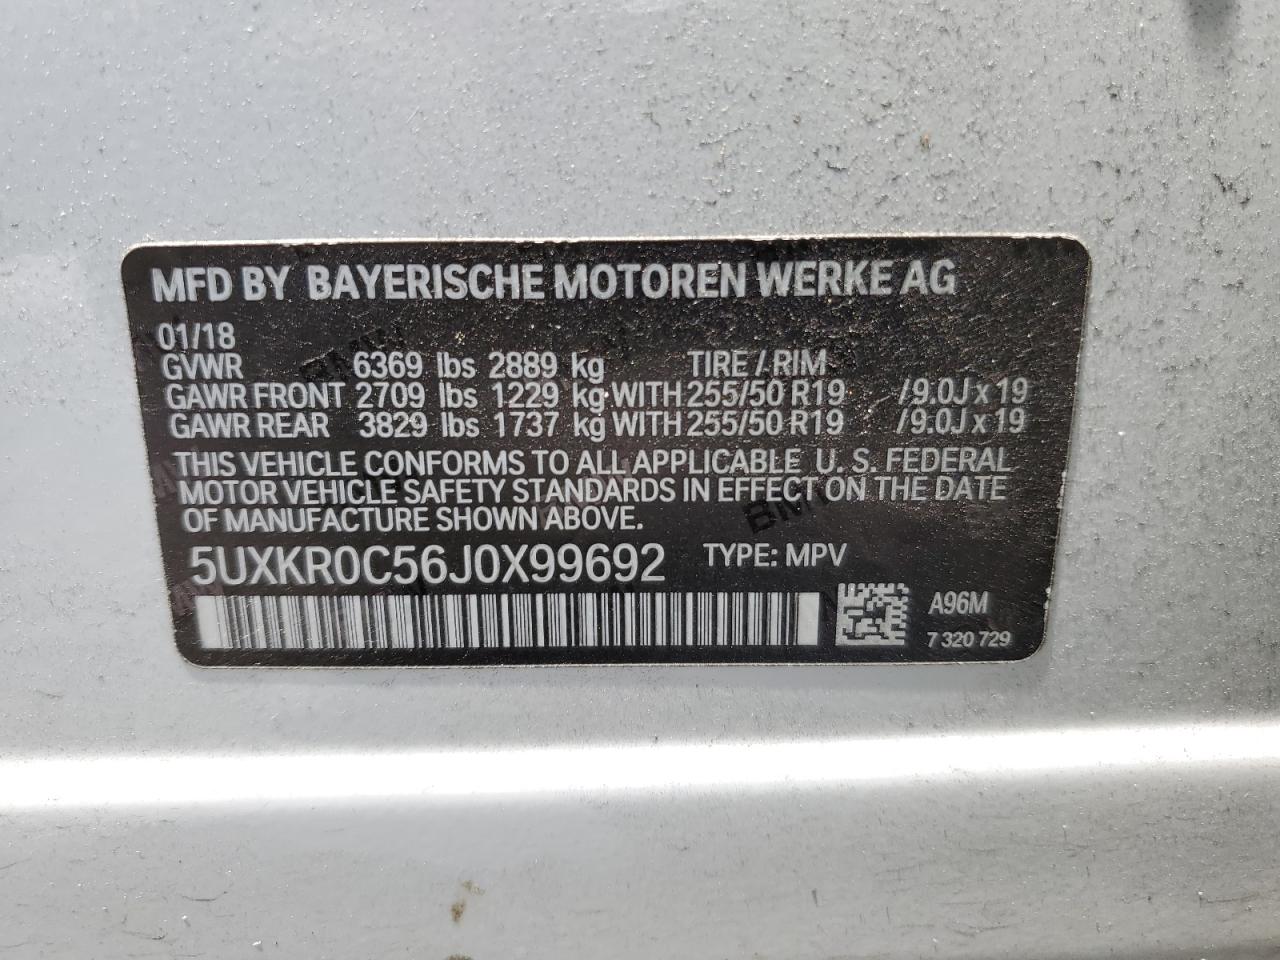 MFD BY BAYERISCHE MOTOREN WERKE AG
01/18
GVWR 6369 lbs 2889 kg TIRE / RIM
GAWR FRONT 2709 lbs 1229 kg WITH 255/50 R19 /9.0J x 19
GAWR REAR 3829 lbs 1737 kg WITH 255/50 R19 /9.0J x 19
THIS VEHICLE CONFORMS TO ALL APPLICABLE U. S. FEDERAL
MOTOR VEHICLE SAFETY STANDARDS IN EFFECT ON THE DATE
OF MANUFACTURE SHOWN ABOVE.
5UXKR0C56J0X99692 TYPE: MPV
A96M
7 320 729